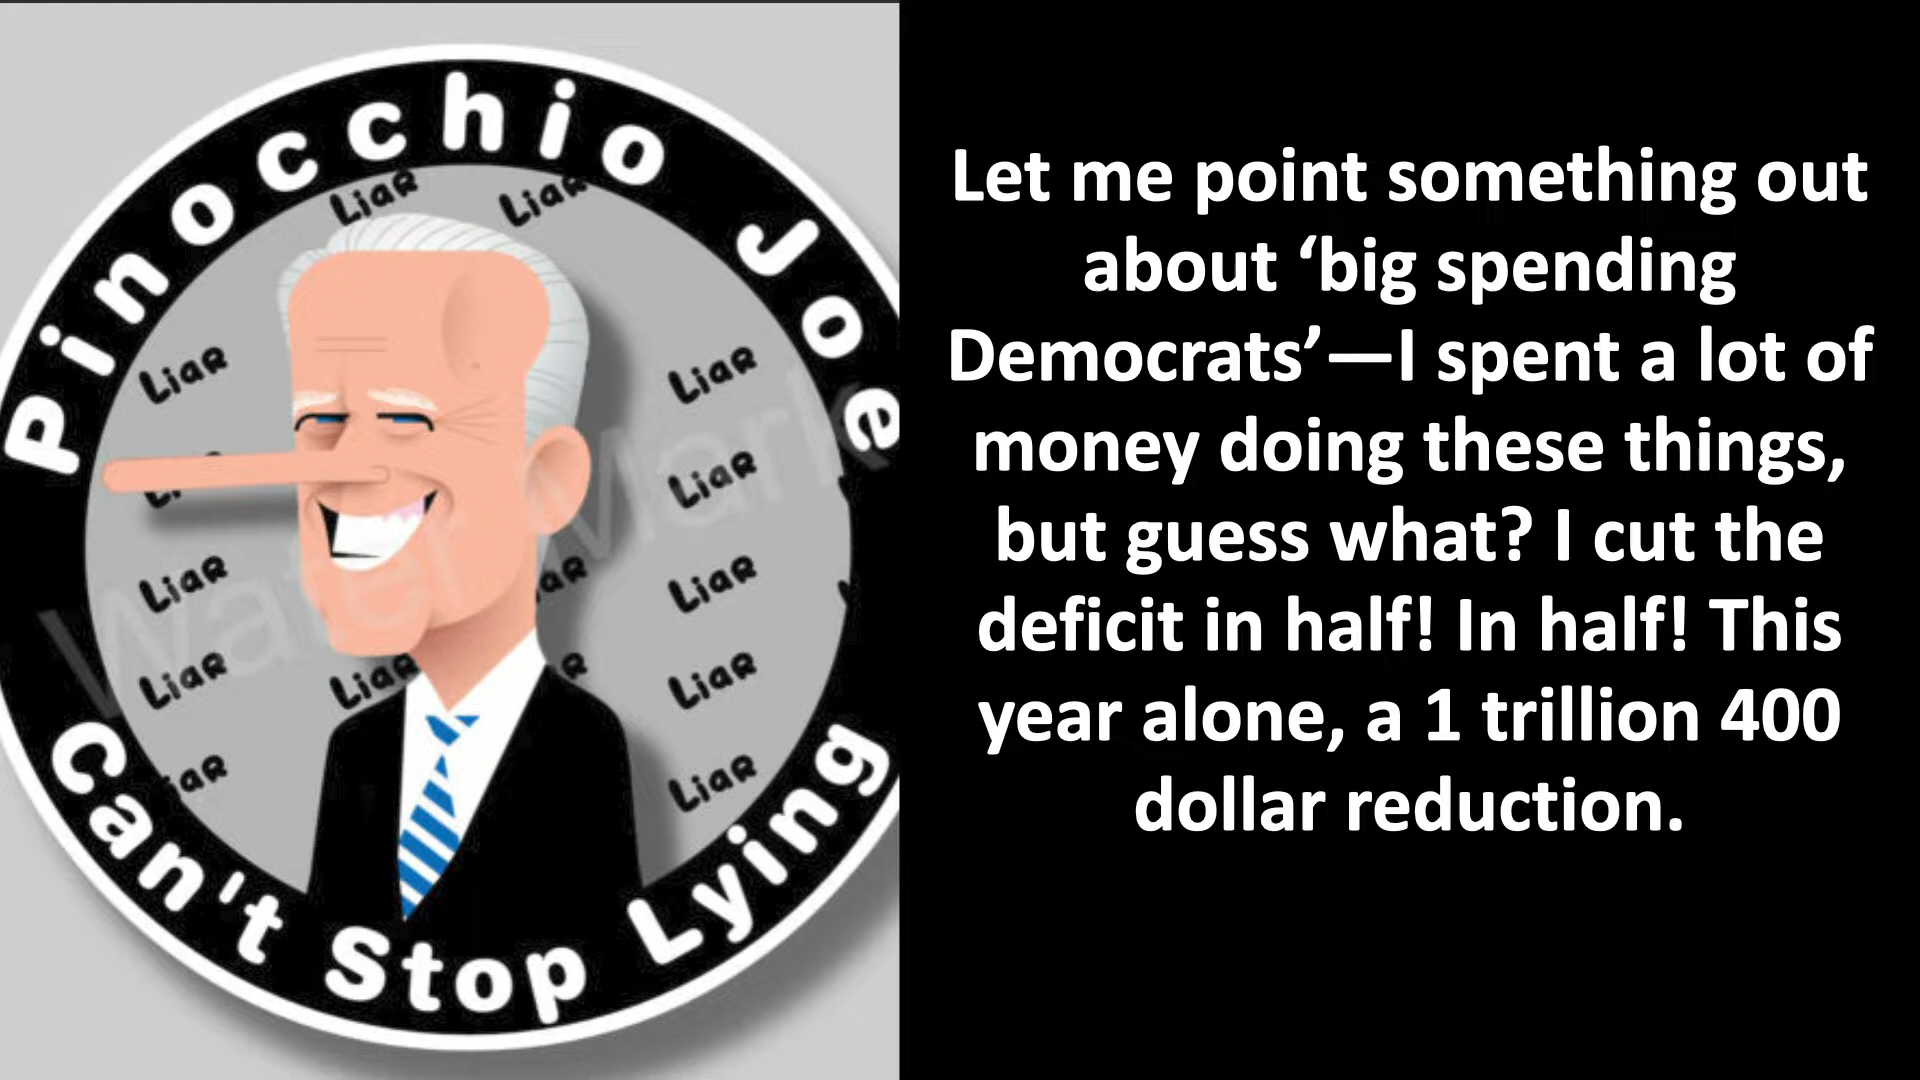 Pinocchio Joe
Can't Stop Lying
Liar
Liar
Liar
Liar
Liar
Liar
Liar
Liar
Liar
Liar
Liar
Water Mark
Let me point something out
about ‘big spending
Democrats’—I spent a lot of
money doing these things,
but guess what? I cut the
deficit in half! In half! This
year alone, a 1 trillion 400
dollar reduction.